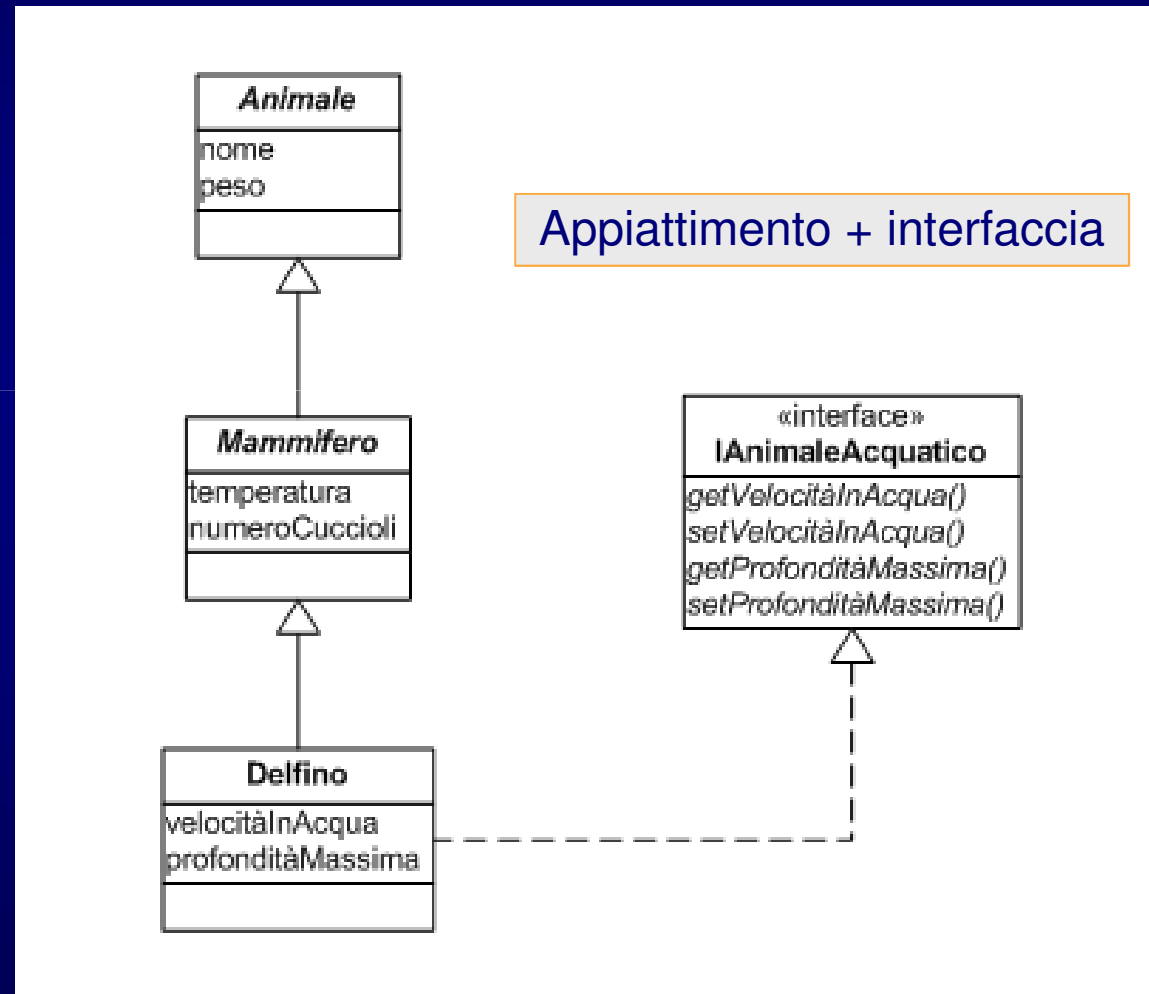 Animale
nome
peso
Appiattimento + interfaccia
Mammifero
temperatura
numeroCuccioli
«interface»
IAnimaleAcquatico
getVelocitàInAcqua()
setVelocitàInAcqua()
getProfonditàMassima()
setProfonditàMassima()
Delfino
velocitàInAcqua
profonditàMassima